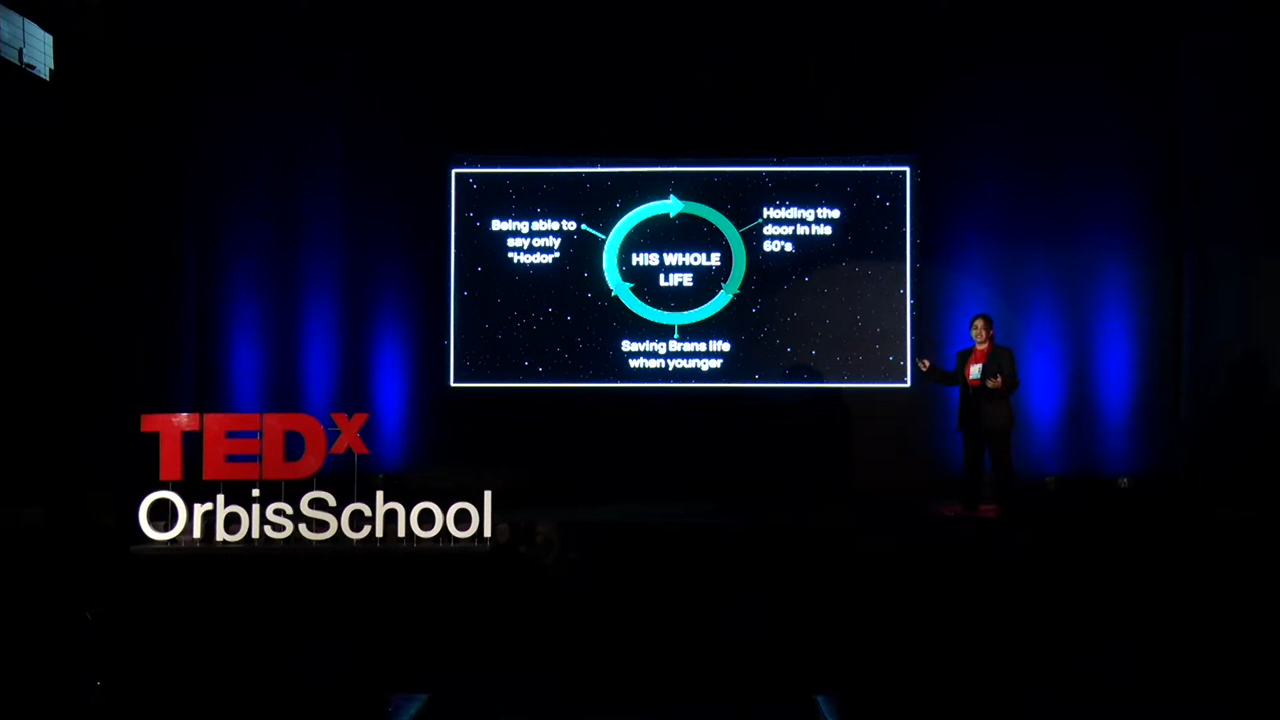 Being able to
say only
"Hodor"
HIS WHOLE
LIFE
Holding the
door in his
60's
Saving Brans life
when younger
TEDx
OrbisSchool